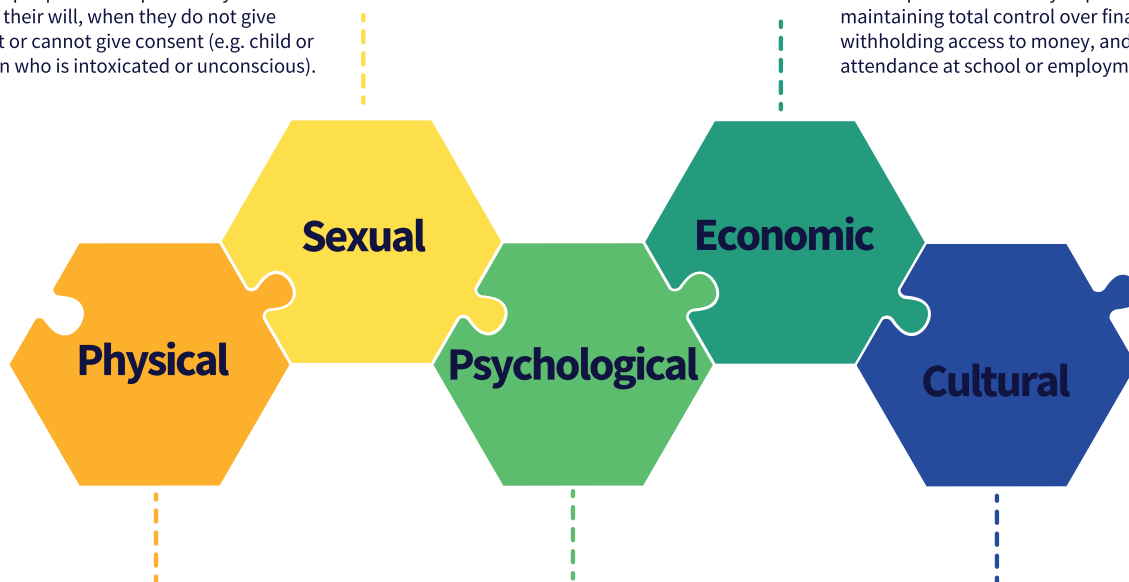 their will, when they do not give
or cannot give consent (e.g. child or
who is intoxicated or unconscious).
maintaining total control over
withholding access to money, and
attendance at school or
Sexual
Economic
Physical
Psychological
Cultural